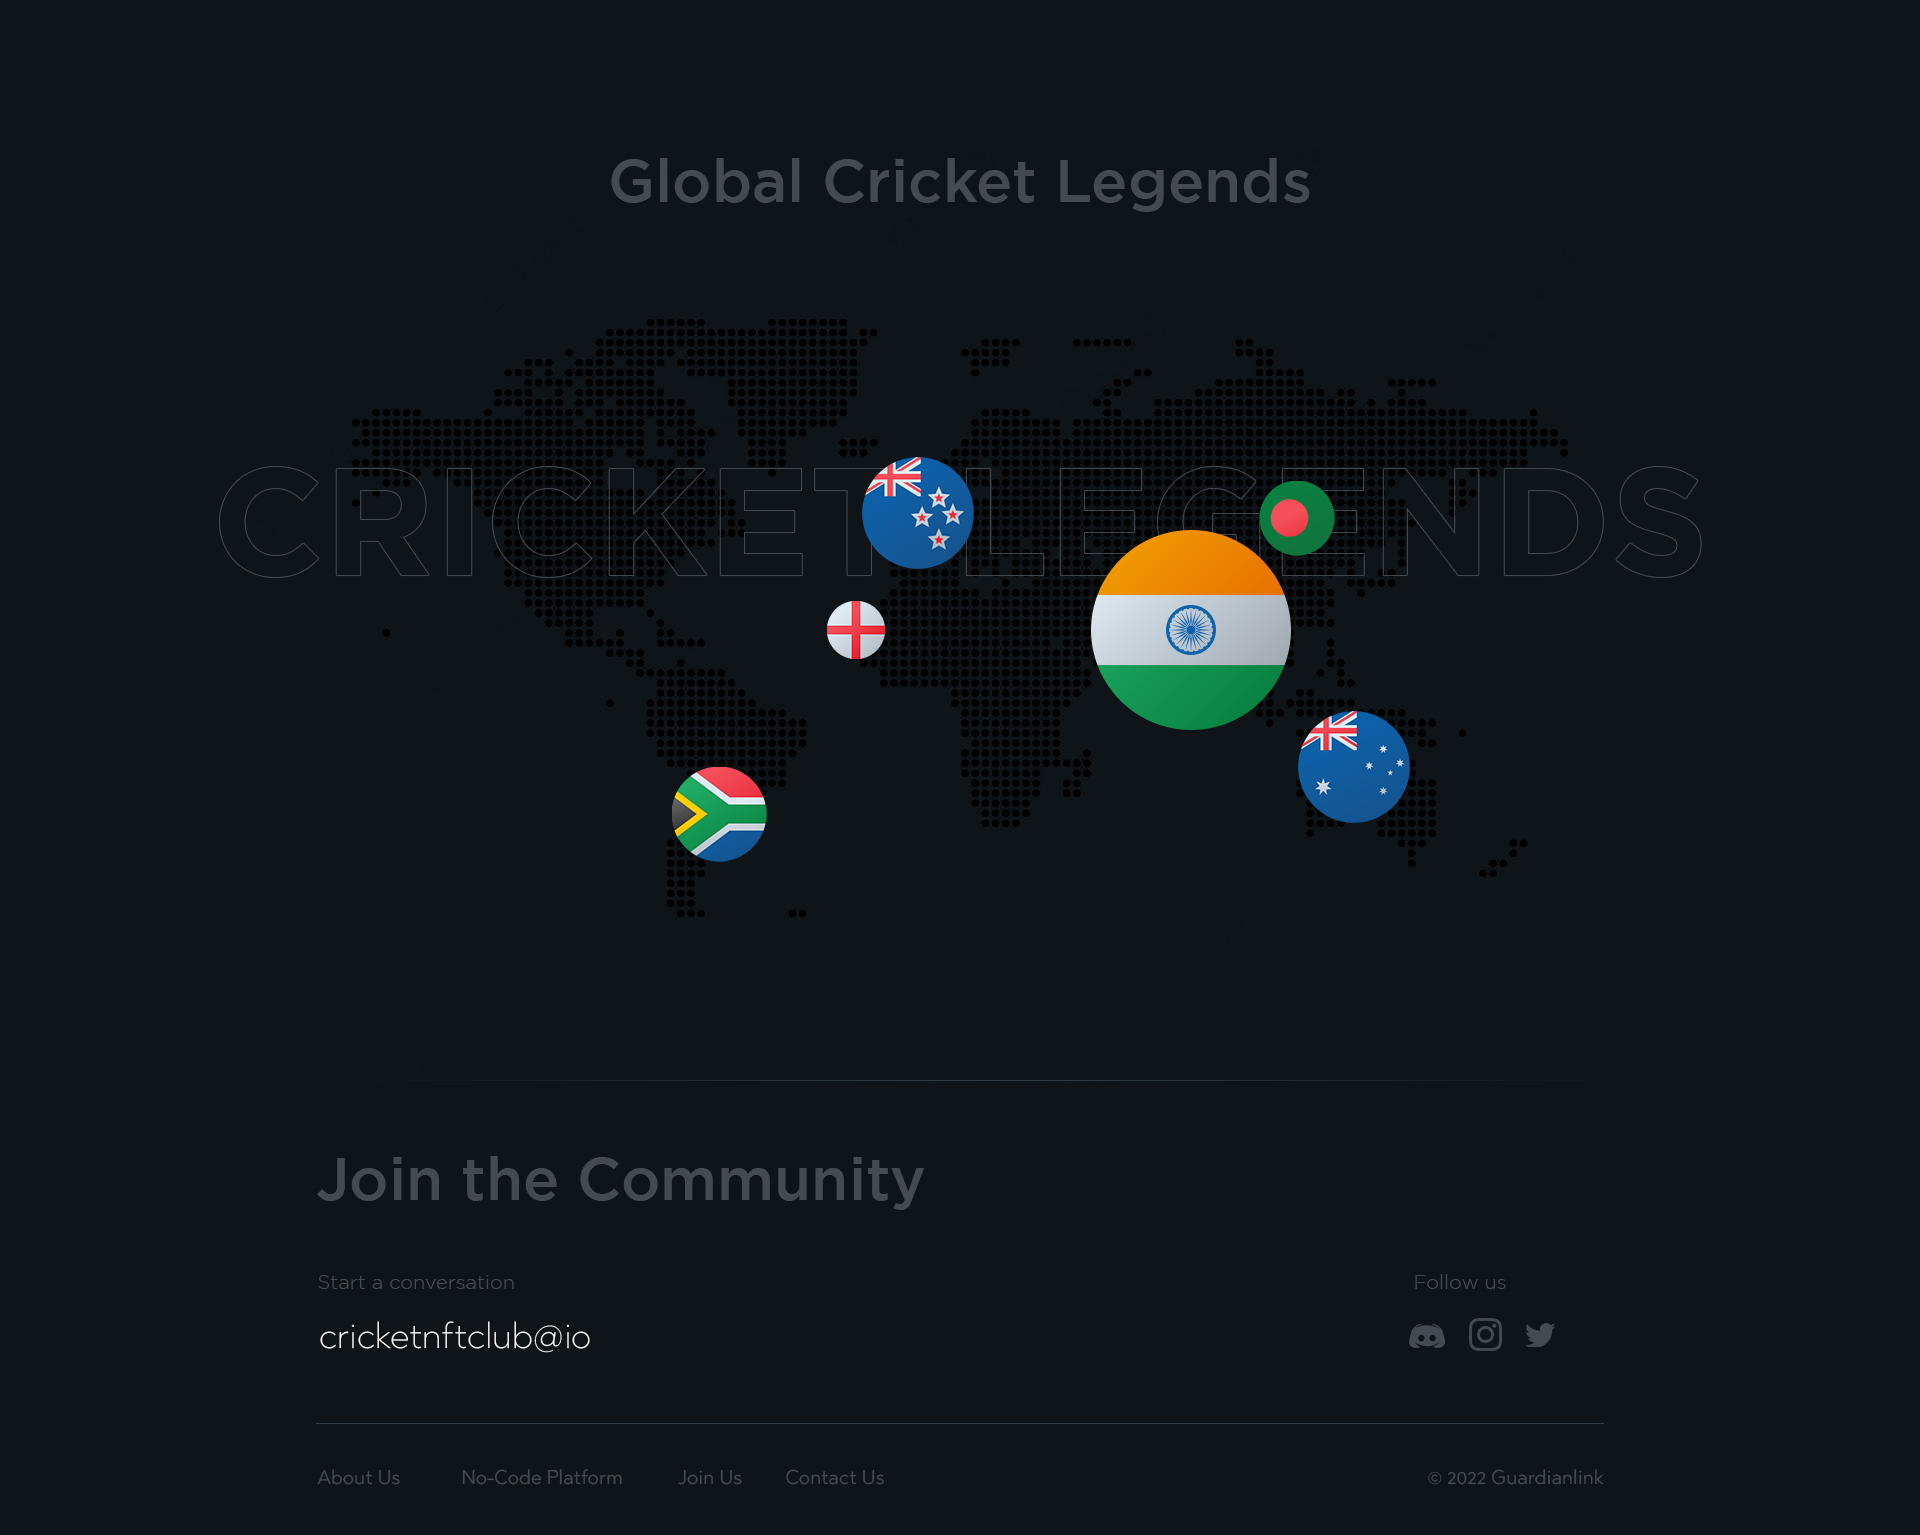 Global Cricket Legends
CRICKET LEGENDS
Join the Community
Start a conversation
Follow us
cricketnftclub@io
About Us
No-Code Platform
Join Us
Contact Us
© 2022 Guardianlink